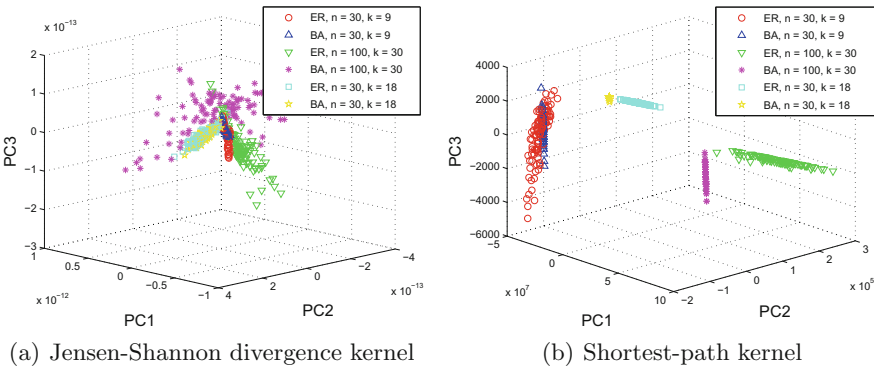 x 10⁻¹³
2
1
0
−1
−2
−3
PC3
1
0.5
0
−0.5
−1
x 10⁻¹²
PC1
4
2
0
−2
−4
x 10⁻¹³
PC2
ER, n = 30, k = 9
BA, n = 30, k = 9
ER, n = 100, k = 30
BA, n = 100, k = 30
ER, n = 30, k = 18
BA, n = 30, k = 18
(a) Jensen-Shannon divergence kernel
4000
2000
0
−2000
−4000
−6000
PC3
−5
0
5
10
x 10⁷
PC1
−2
−1
0
1
2
3
x 10⁵
PC2
ER, n = 30, k = 9
BA, n = 30, k = 9
ER, n = 100, k = 30
BA, n = 100, k = 30
ER, n = 30, k = 18
BA, n = 30, k = 18
(b) Shortest-path kernel